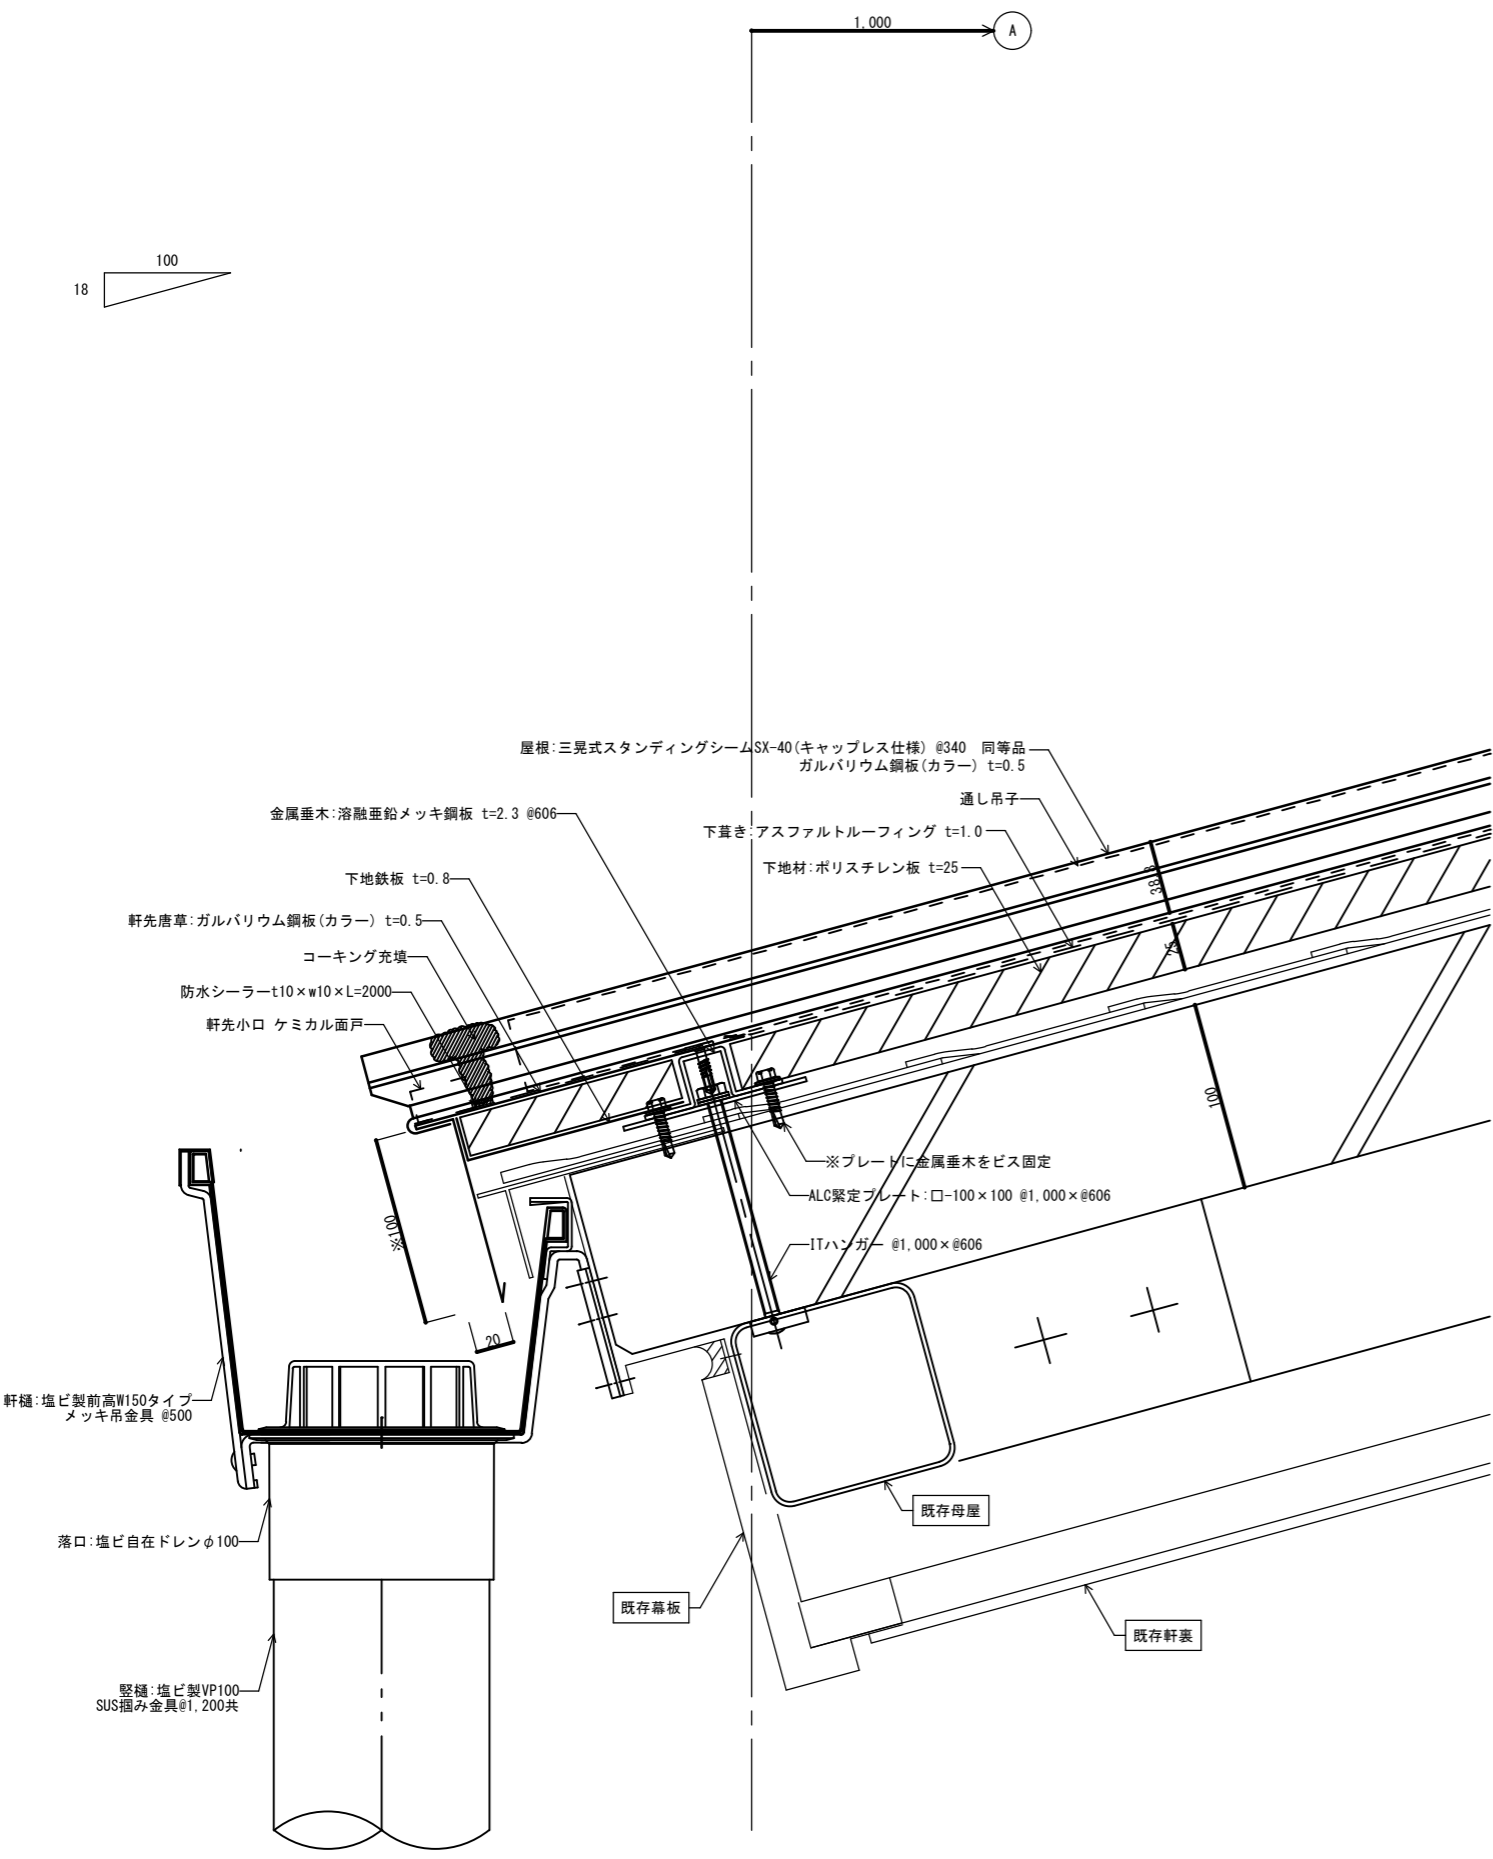 1,000
A
100
18
屋根:三晃式スタンディングシームSX-40(キャップレス仕様) @340 同等品
ガルバリウム鋼板(カラー) t=0.5
通し吊子
金属垂木:溶融亜鉛メッキ鋼板 t=2.3 @606
下葺き:アスファルトルーフィング t=1.0
下地材:ポリスチレン板 t=25
下地鉄板 t=0.8
38.3
軒先唐草:ガルバリウム鋼板(カラー) t=0.5
コーキング充填
25
防水シーラーt10×w10×L=2000
軒先小口 ケミカル面戸
100
※プレートに金属垂木をビス固定
ALC緊定プレート:口-100×100 @1,000×@606
※100
ITハンガー @1,000×@606
20
軒樋:塩ビ製前高W150タイプ
メッキ吊金具 @500
既存母屋
落口:塩ビ自在ドレンφ100
既存幕板
既存軒裏
竪樋:塩ビ製VP100
SUS掴み金具@1,200共